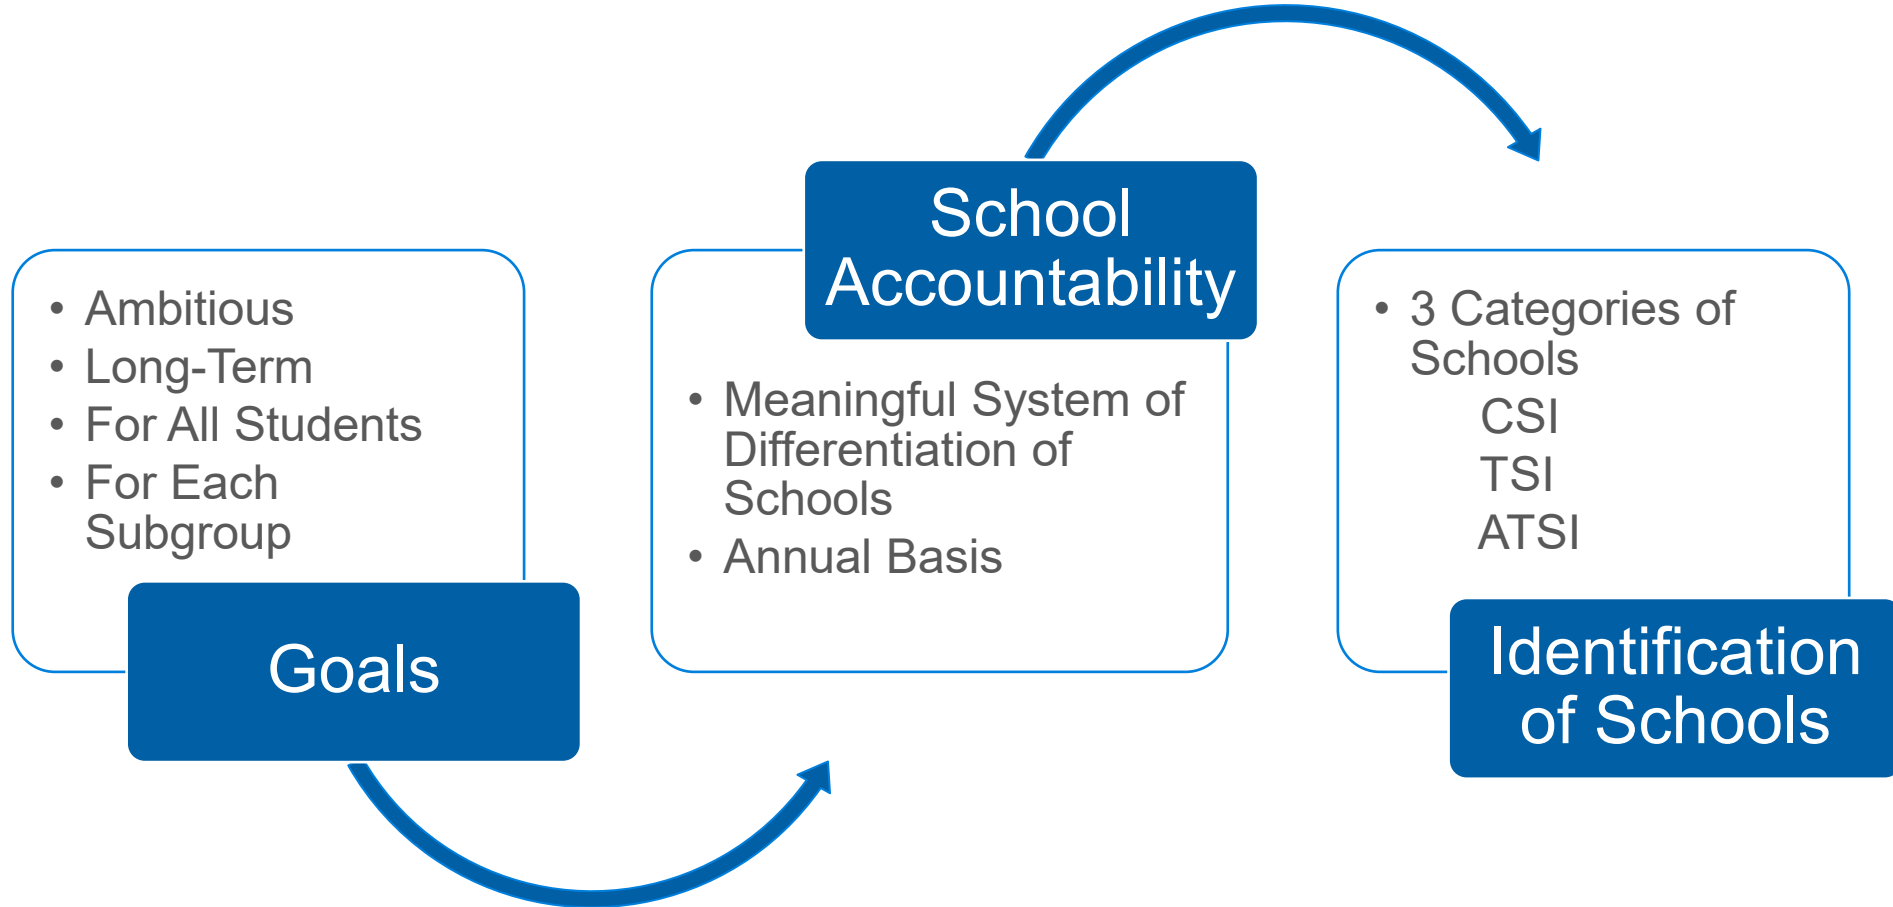 • Ambitious
• Long-Term
• For All Students
• For Each
Subgroup
Goals
School
Accountability
• Meaningful System of
Differentiation of
Schools
• Annual Basis
• 3 Categories of
Schools
CSI
TSI
ATSI
Identification
of Schools